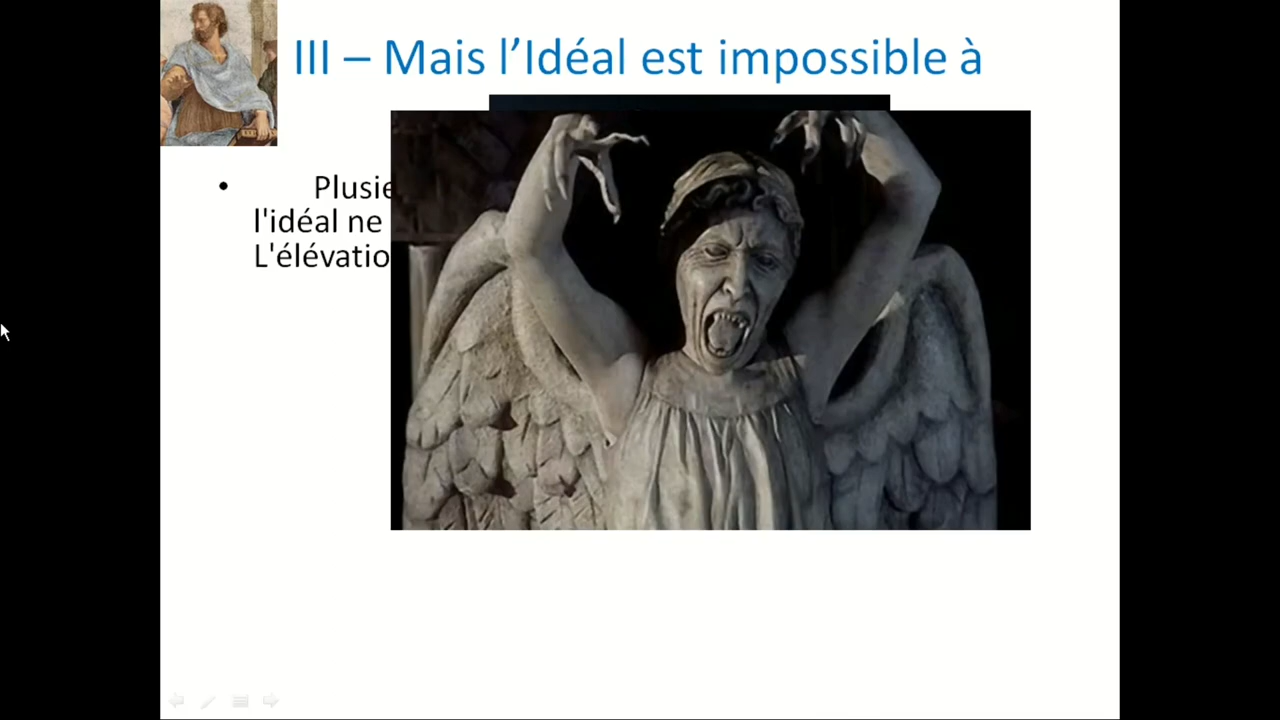 III – Mais l’Idéal est impossible à
• Plusie
l'idéal ne
L'élévatio